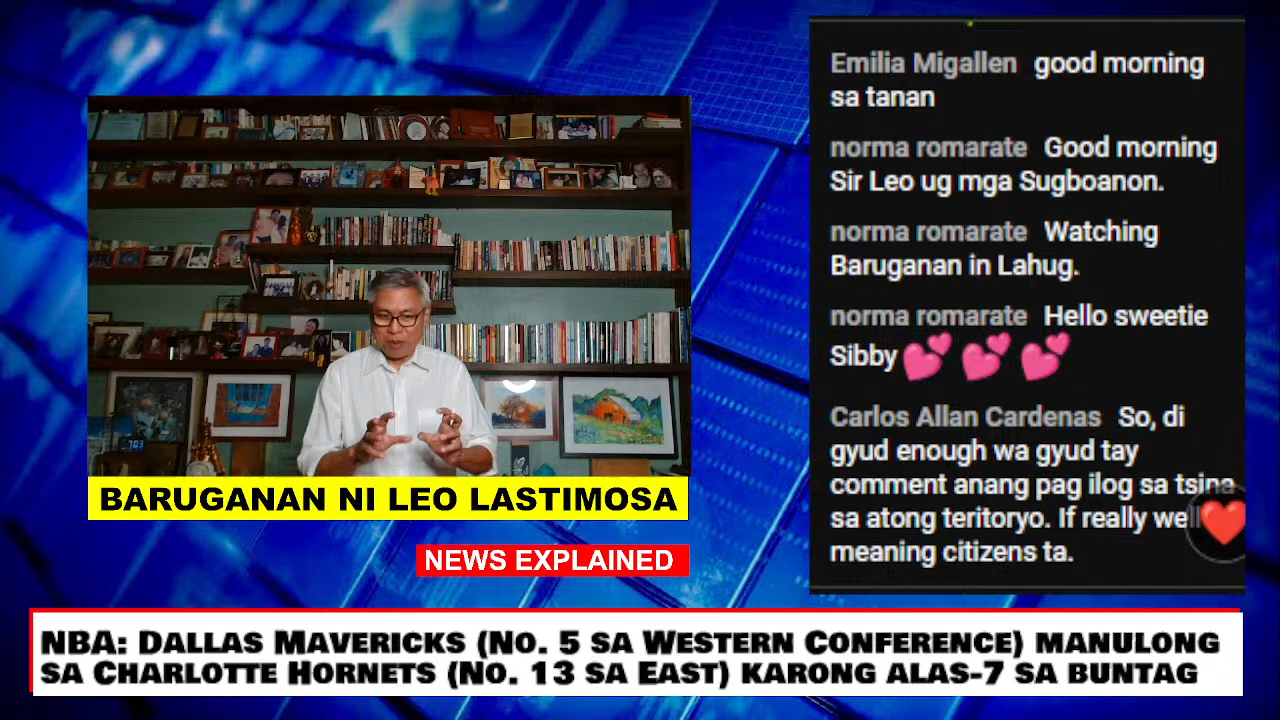 Emilia Migallen good morning
sa tanan
norma romarate Good morning
Sir Leo ug mga Sugboanon.
norma romarate Watching
Baruganan in Lahug.
norma romarate Hello sweetie
Sibby💕💕💕
Carlos Allan Cardenas So, di
gyud enough wa gyud tay
comment anang pag ilog sa tsina
sa atong teritoryo. If really well
meaning citizens ta.
703
BARUGANAN NI LEO LASTIMOSA
NEWS EXPLAINED
NBA: DALLAS MAVERICKS (NO. 5 SA WESTERN CONFERENCE) MANULONG
SA CHARLOTTE HORNETS (NO. 13 SA EAST) KARONG ALAS-7 SA BUNTAG